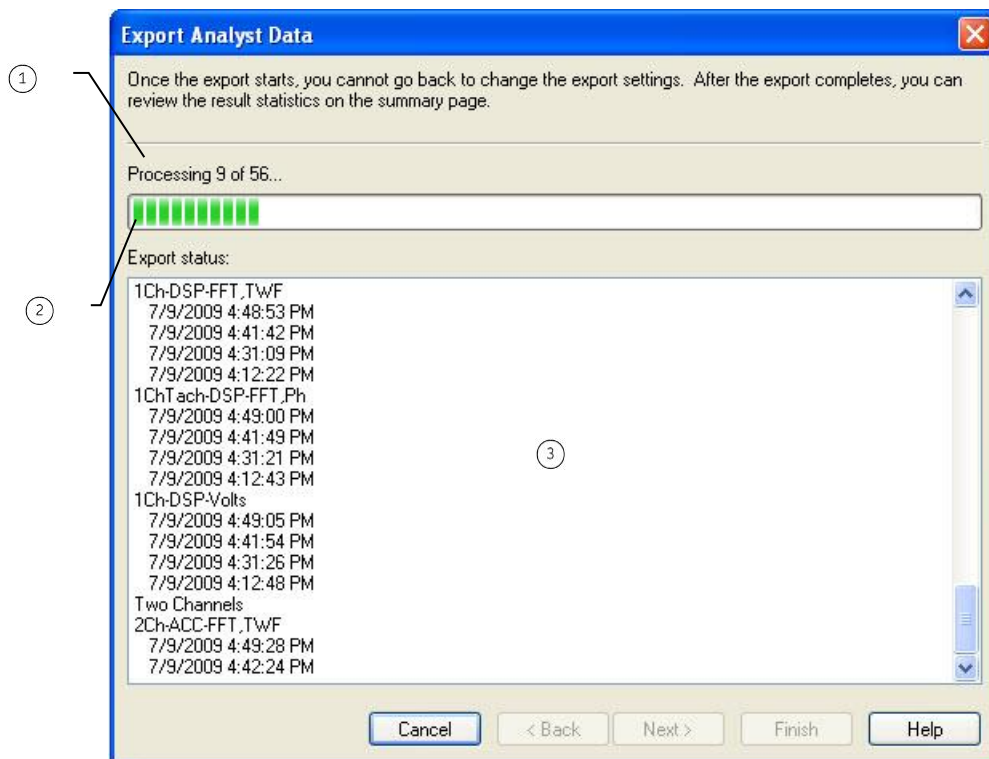 Export Analyst Data
1
Once the export starts, you cannot go back to change the export settings.  After the export completes, you can
review the result statistics on the summary page.
Processing 9 of 56...
2
Export status:
1Ch-DSP-FFT,TWF
7/9/2009 4:48:53 PM
7/9/2009 4:41:42 PM
7/9/2009 4:31:09 PM
7/9/2009 4:12:22 PM
1ChTach-DSP-FFT,Ph
7/9/2009 4:49:00 PM
7/9/2009 4:41:49 PM
7/9/2009 4:31:21 PM
7/9/2009 4:12:43 PM
3
1Ch-DSP-Volts
7/9/2009 4:49:05 PM
7/9/2009 4:41:54 PM
7/9/2009 4:31:26 PM
7/9/2009 4:12:48 PM
Two Channels
2Ch-ACC-FFT,TWF
7/9/2009 4:49:28 PM
7/9/2009 4:42:24 PM
Cancel
< Back
Next >
Finish
Help